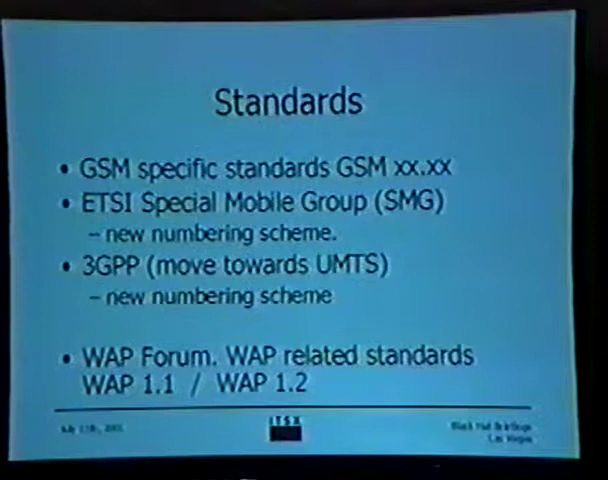 Standards
• GSM specific standards GSM xx.xx
• ETSI Special Mobile Group (SMG)
– new numbering scheme.
• 3GPP (move towards UMTS)
– new numbering scheme
• WAP Forum. WAP related standards
WAP 1.1 / WAP 1.2
ITSX
Black Hat Briefings
Las Vegas